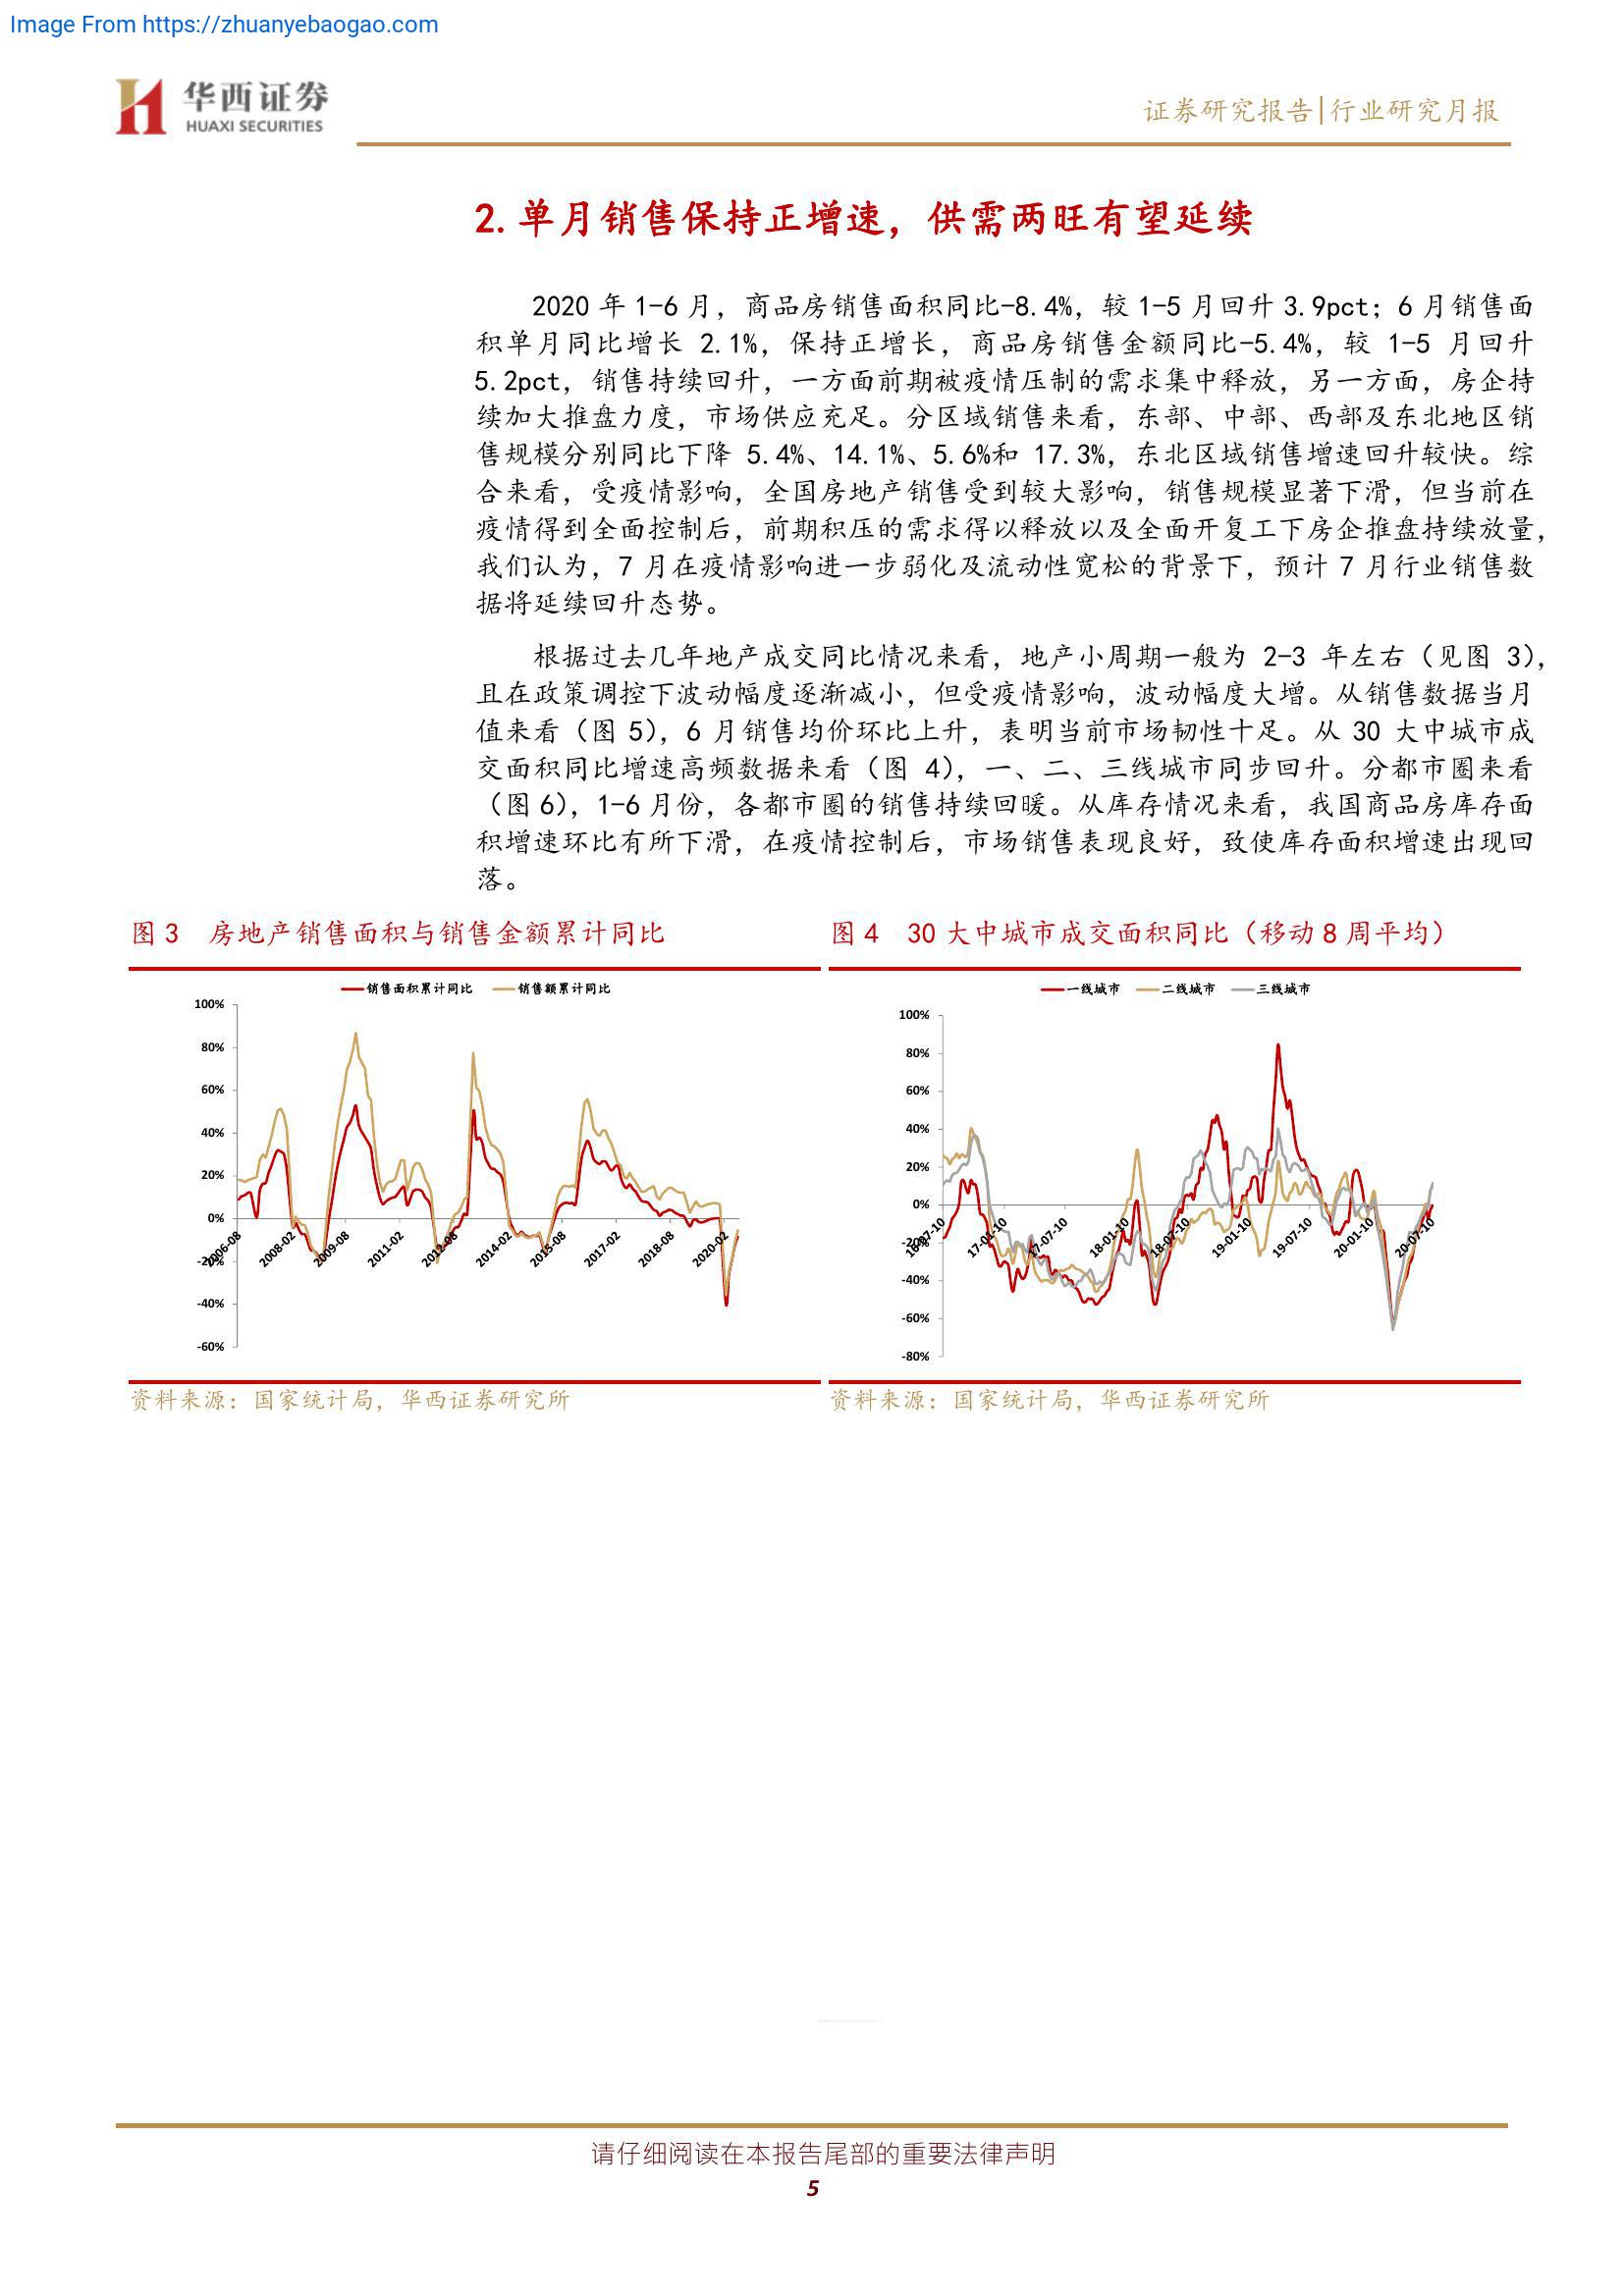 Image From https://zhuanyebaogao.com
华西证券
HUAXI SECURITIES
证券研究报告|行业研究月报
2. 单月销售保持正增速，供需两旺有望延续
2020 年 1-6 月，商品房销售面积同比-8.4%，较 1-5 月回升 3.9pct；6 月销售面
积单月同比增长 2.1%，保持正增长，商品房销售金额同比-5.4%，较 1-5 月回升
5.2pct，销售持续回升，一方面前期被疫情压制的需求集中释放，另一方面，房企持
续加大推盘力度，市场供应充足。分区域销售来看，东部、中部、西部及东北地区销
售规模分别同比下降 5.4%、14.1%、5.6%和 17.3%，东北区域销售增速回升较快。综
合来看，受疫情影响，全国房地产销售受到较大影响，销售规模显著下滑，但当前在
疫情得到全面控制后，前期积压的需求得以释放以及全面开复工下房企推盘持续放量，
我们认为，7 月在疫情影响进一步弱化及流动性宽松的背景下，预计 7 月行业销售数
据将延续回升态势。
根据过去几年地产成交同比情况来看，地产小周期一般为 2-3 年左右（见图 3），
且在政策调控下波动幅度逐渐减小，但受疫情影响，波动幅度大增。从销售数据当月
值来看（图 5），6 月销售均价环比上升，表明当前市场韧性十足。从 30 大中城市成
交面积同比增速高频数据来看（图 4），一、二、三线城市同步回升。分都市圈来看
（图 6），1-6 月份，各都市圈的销售持续回暖。从库存情况来看，我国商品房库存面
积增速环比有所下滑，在疫情控制后，市场销售表现良好，致使库存面积增速出现回
落。
图 3 房地产销售面积与销售金额累计同比
销售面积累计同比 销售额累计同比
100%
80%
60%
40%
20%
0%
-20%
-40%
-60%
2006-08 2008-02 2009-08 2011-02 2012-08 2014-02 2015-08 2017-02 2018-08 2020-02
资料来源：国家统计局，华西证券研究所
图 4 30 大中城市成交面积同比（移动 8 周平均）
一线城市 二线城市 三线城市
100%
80%
60%
40%
20%
0%
-20%
-40%
-60%
-80%
16-07-10 17-01-10 17-07-10 18-01-10 18-07-10 19-01-10 19-07-10 20-01-10 20-07-10
资料来源：国家统计局，华西证券研究所
请仔细阅读在本报告尾部的重要法律声明
5